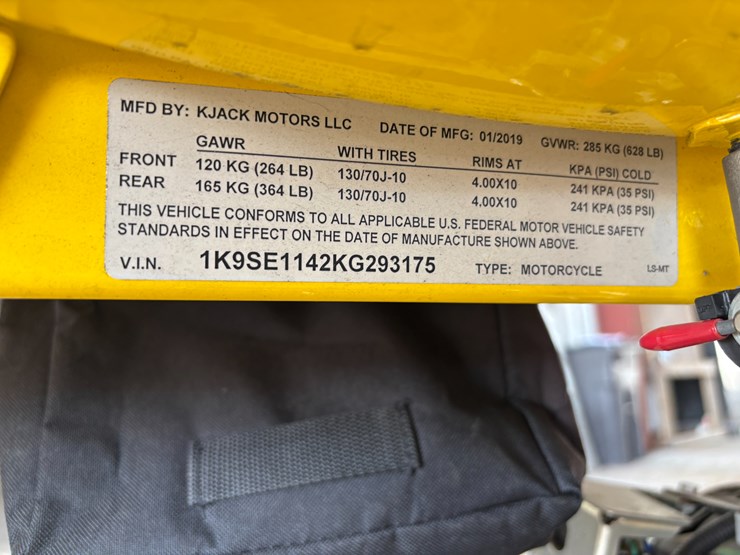 MFD BY: KJACK MOTORS LLC DATE OF MFG: 01/2019 GVWR: 285 KG (628 LB)
GAWR WITH TIRES RIMS AT KPA (PSI) COLD
FRONT 120 KG (264 LB) 130/70J-10 4.00X10 241 KPA (35 PSI)
REAR 165 KG (364 LB) 130/70J-10 4.00X10 241 KPA (35 PSI)
THIS VEHICLE CONFORMS TO ALL APPLICABLE U.S. FEDERAL MOTOR VEHICLE SAFETY
STANDARDS IN EFFECT ON THE DATE OF MANUFACTURE SHOWN ABOVE.
V.I.N. 1K9SE1142KG293175 TYPE: MOTORCYCLE LS-MT